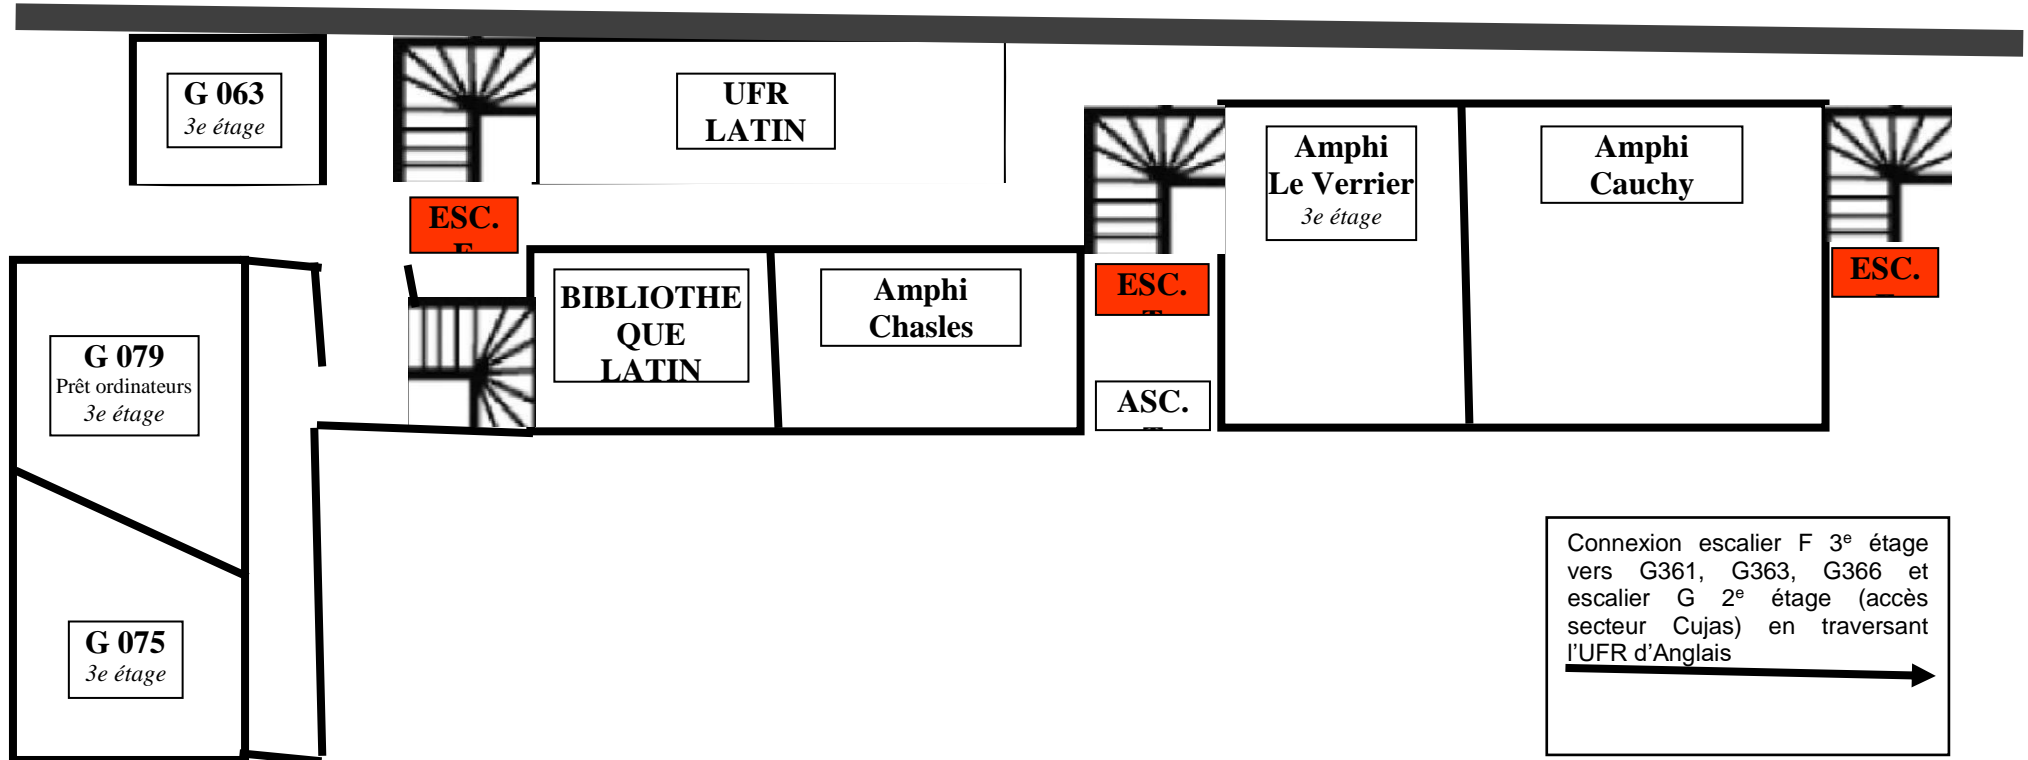 G 063
3e étage
UFR
LATIN
ESC.
Amphi
Le Verrier
3e étage
Amphi
Cauchy
ESC.
BIBLIOTHE
QUE
LATIN
Amphi
Chasles
ESC.
ASC.
G 079
Prêt ordinateurs
3e étage
G 075
3e étage
Connexion escalier F 3e étage
vers G361, G363, G366 et
escalier G 2e étage (accès
secteur Cujas) en traversant
l'UFR d'Anglais